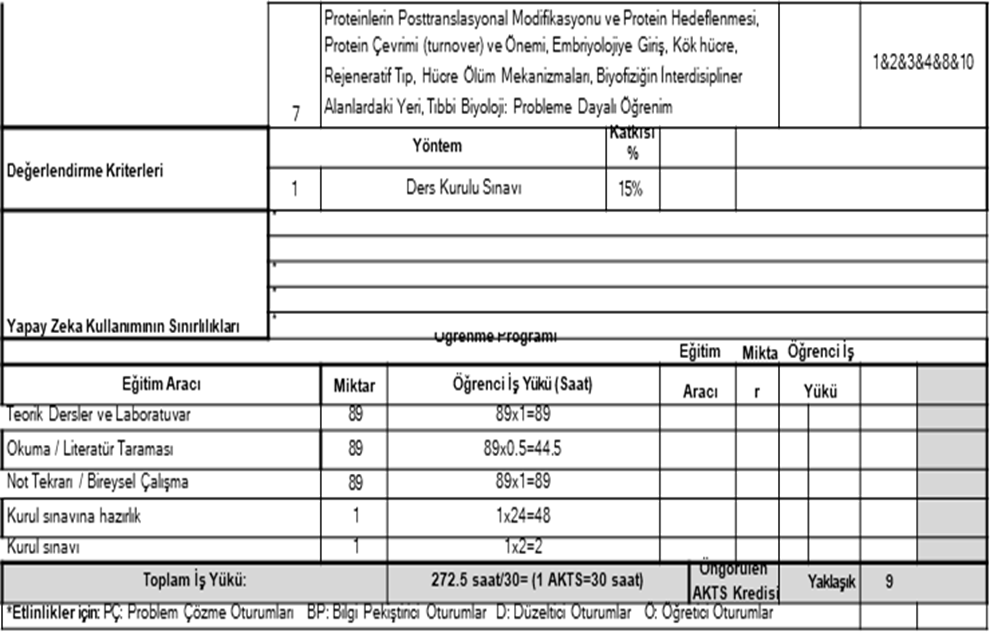 Proteinlerin Posttranslasyonal Modifikasyonu ve Protein Hedeflenmesi,
Protein Çevrimi (turnover) ve Önemi, Embriyolojiye Giriş, Kök hücre,
Rejeneratif Tıp, Hücre Ölüm Mekanizmaları, Biyofiziğin İnterdisipliner
Alanlardaki Yeri, Tıbbi Biyoloji: Probleme Dayalı Öğrenim
7
1&2&3&4&8&10
Değerlendirme Kriterleri
Yöntem
Katkısı
%
1 Ders Kurulu Sınavı 15%
*
*
*
*
Yapay Zeka Kullanımının Sınırlılıkları
Öğrenme Programı
Eğitim Aracı Miktar Öğrenci İş Yükü (Saat)
Eğitim
Aracı
Mikta
r
Öğrenci İş
Yükü
Teorik Dersler ve Laboratuvar 89 89x1=89
Okuma / Literatür Taraması 89 89x0.5=44.5
Not Tekrarı / Bireysel Çalışma 89 89x1=89
Kurul sınavına hazırlık 1 1x24=48
Kurul sınavı 1 1x2=2
Toplam İş Yükü: 272.5 saat/30= (1 AKTS=30 saat)
Öngörülen
AKTS Kredisi
Yaklaşık 9
*Etlinlikler için: PÇ: Problem Çözme Oturumları BP: Bilgi Pekiştirici Oturumlar D: Düzeltici Oturumlar Ö: Öğretici Oturumlar